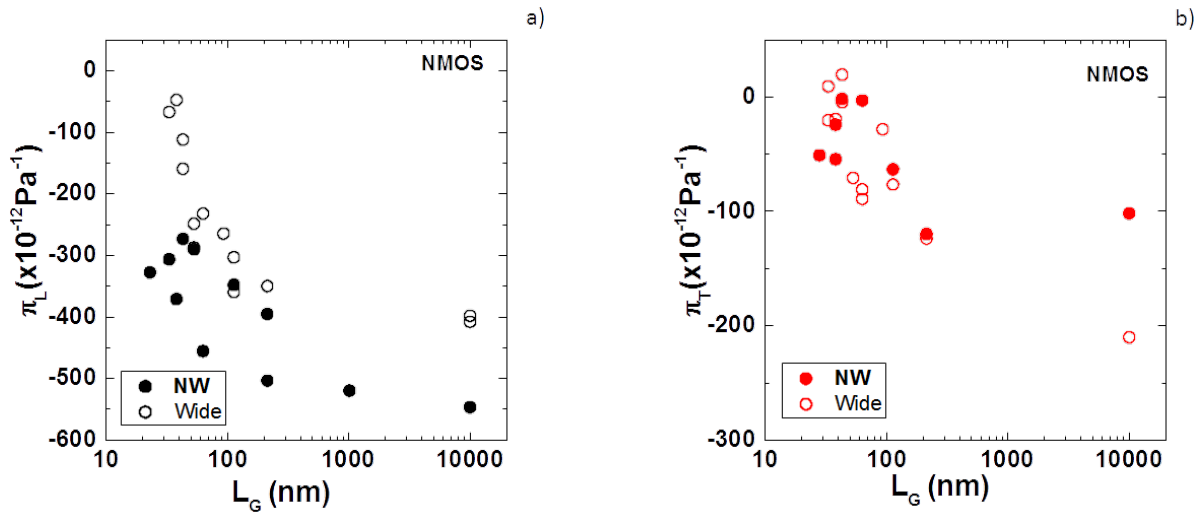 a)
NMOS
0
-100
-200
-300
-400
-500
-600
π_L(x10⁻¹²Pa⁻¹)
NW
Wide
10
100
1000
10000
L_G (nm)
b)
NMOS
0
-100
-200
-300
π_T(x10⁻¹²Pa⁻¹)
NW
Wide
10
100
1000
10000
L_G (nm)